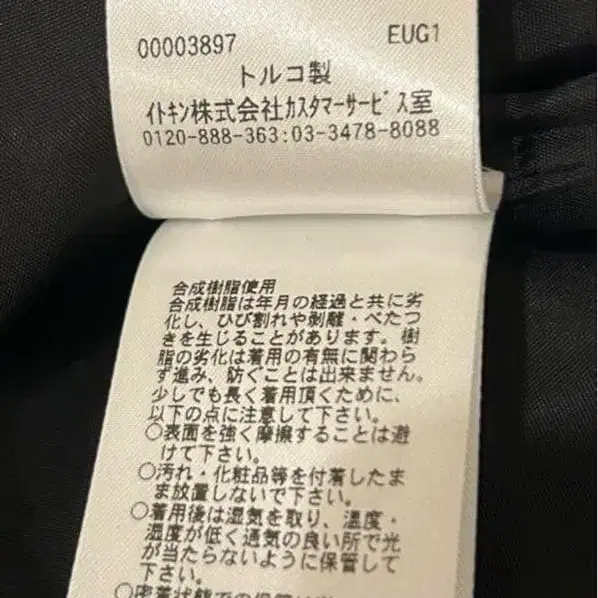 00003897 EUG1
トルコ製
イトキン株式会社カスタマーサービス室
0120-888-363:03-3478-8088
合成樹脂使用
合成樹脂は年月の経過と共に劣
化し、ひび割れや剥離・べたつ
きを生じることがあります。樹
脂の劣化は着用の有無に関わら
ず進み、防ぐことは出来ません。
少しでも長く着用頂くために、
以下の点に注意して下さい。
○表面を強く摩擦することは避
けて下さい。
○汚れ・化粧品等を付着したま
ま放置しないで下さい。
○着用後は湿気を取り、温度・
湿度が低く通気の良い所で光
が当たらないように保管して
下さい。
○密着状態での保管は